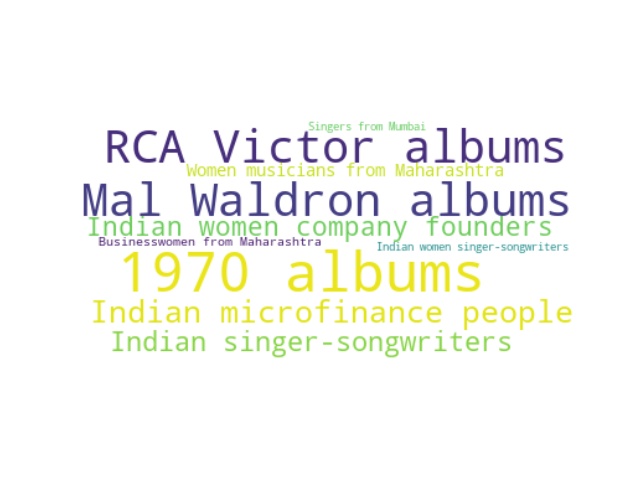 Singers from Mumbai
RCA Victor albums
Women musicians from Maharashtra
Mal Waldron albums
Indian women company founders
Businesswomen from Maharashtra
Indian women singer-songwriters
1970 albums
Indian microfinance people
Indian singer-songwriters